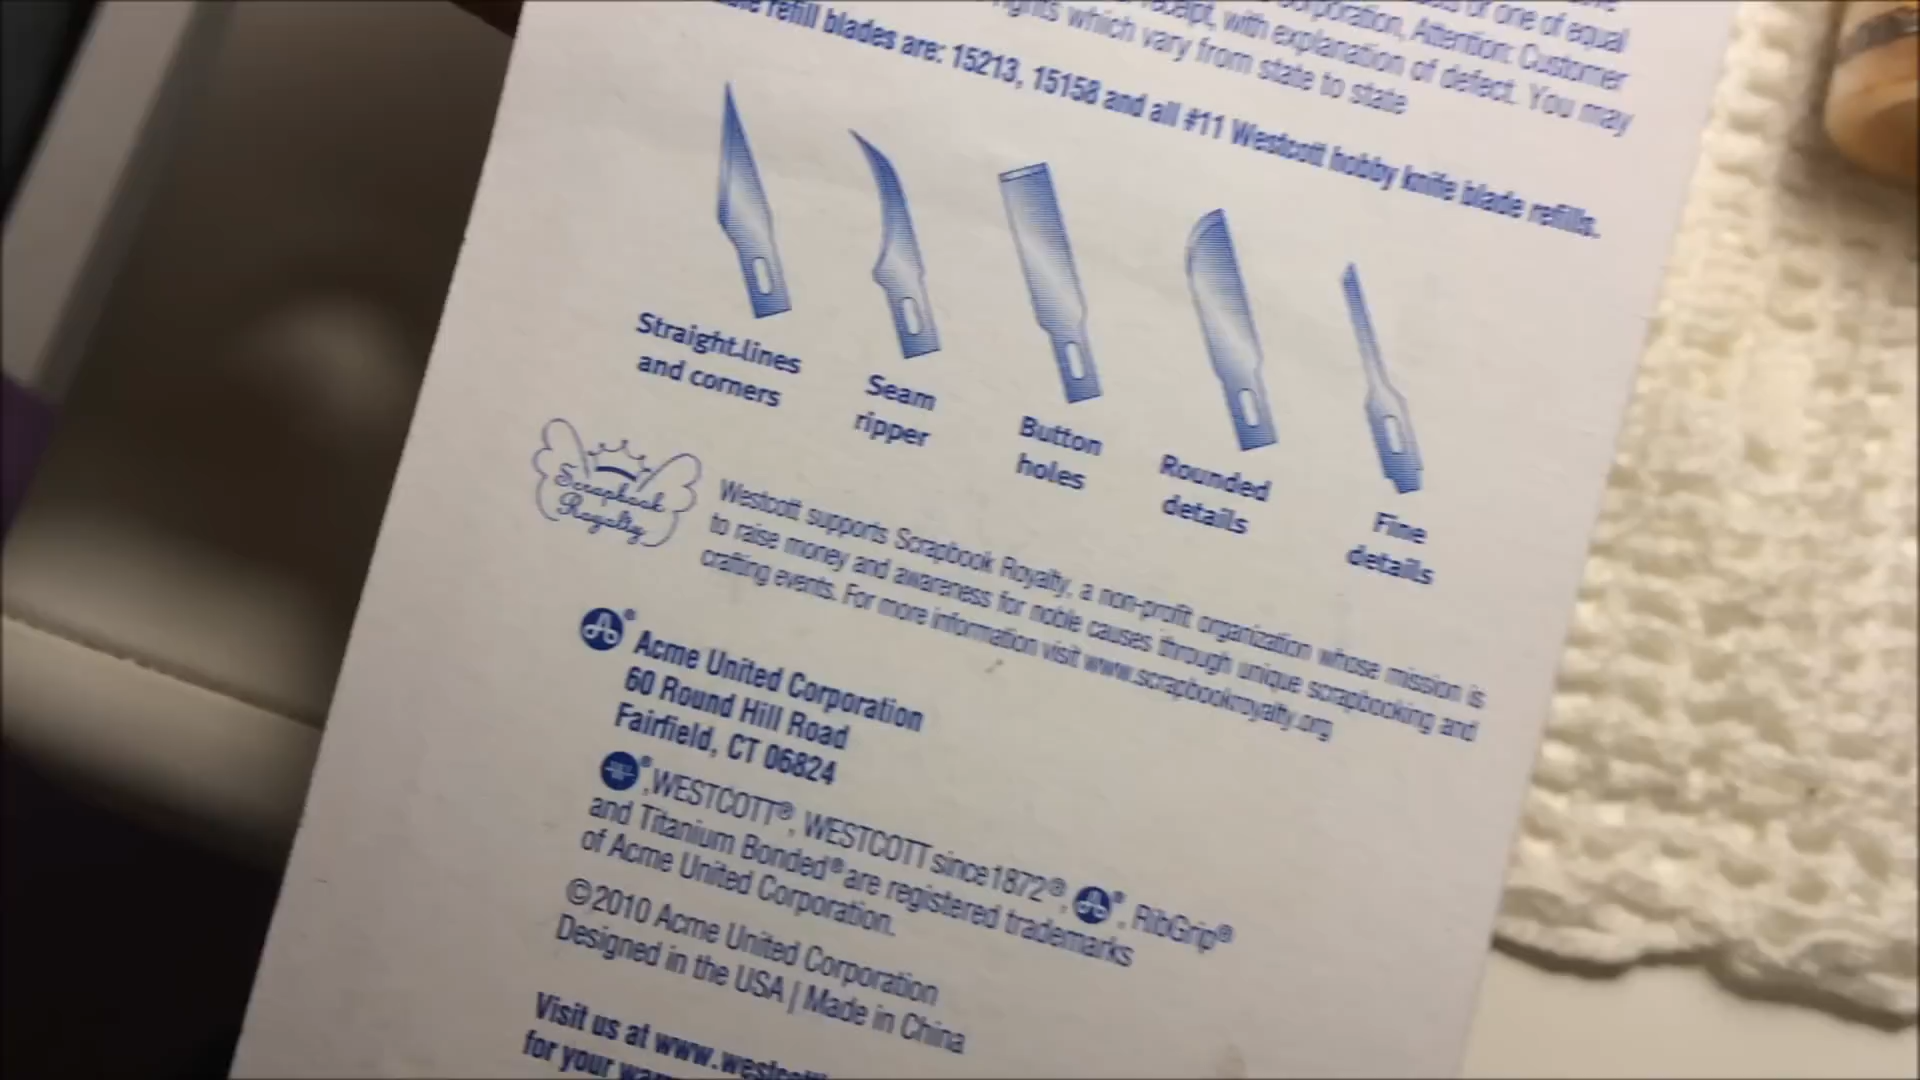 or one of equal
Corporation, Attention: Customer
receipt, with explanation of defect. You may
rights which vary from state to state
refill blades are: 15213, 15158 and all #11 Westcott hobby knife blade refills.
Straight lines
and corners
Seam
ripper
Button
holes
Rounded
details
Fine
details
Scrapbook
Royalty
Westcott supports Scrapbook Royalty, a non-profit organization whose mission is
to raise money and awareness for noble causes through unique scrapbooking and
crafting events. For more information visit www.scrapbookroyalty.org
® Acme United Corporation
60 Round Hill Road
Fairfield, CT 06824
®, WESTCOTT®, WESTCOTT since1872®, ®, RibGrip®
and Titanium Bonded® are registered trademarks
of Acme United Corporation.
©2010 Acme United Corporation
Designed in the USA | Made in China
Visit us at www.westcott
for your